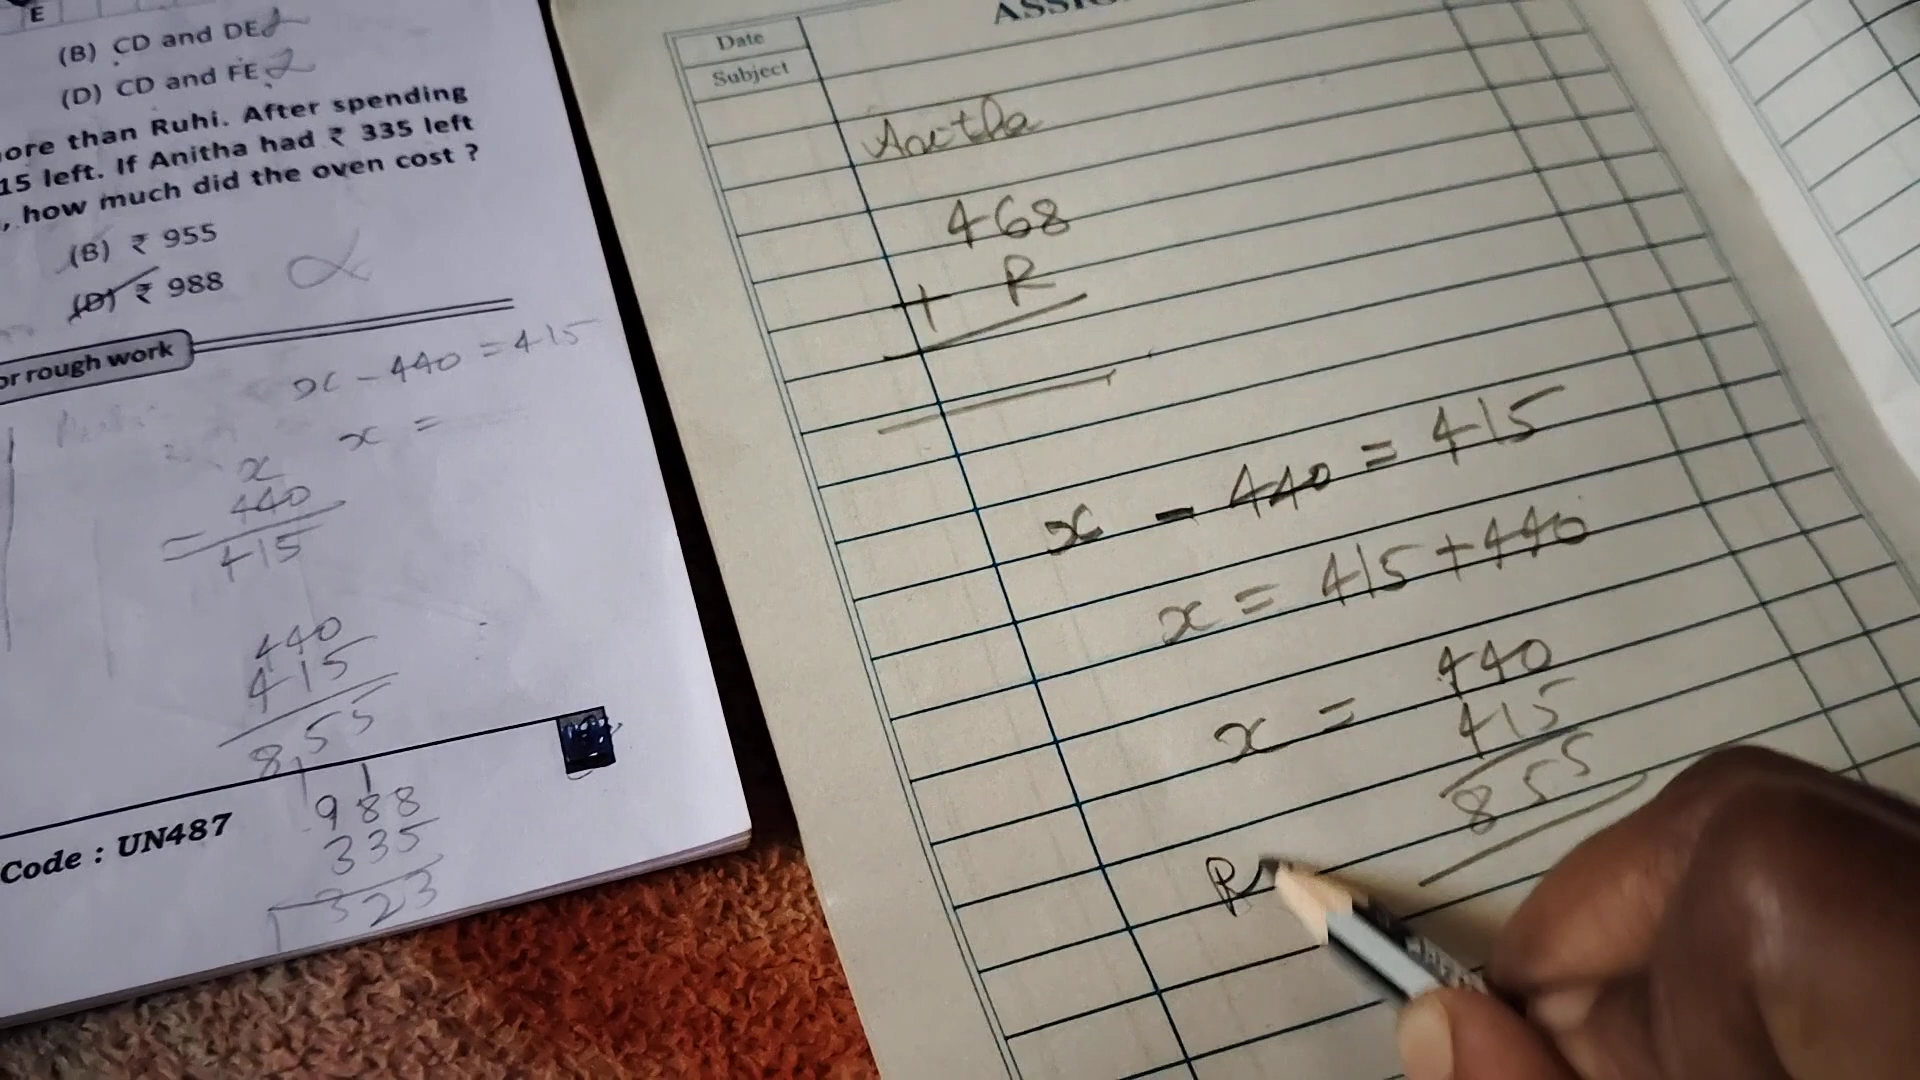 E
(B) CD and DE
(D) CD and FE
ore than Ruhi. After spending
15 left. If Anitha had ₹ 335 left
, how much did the oven cost ?
(B) ₹ 955
(D) ₹ 988
or rough work
x - 440 = 415
x =
x
440
= 415
440
415
855
988
335
1323
Code : UN487
Date
Subject
468
+ R
x - 440 = 415
x = 415 + 440
x = 440
415
855
R